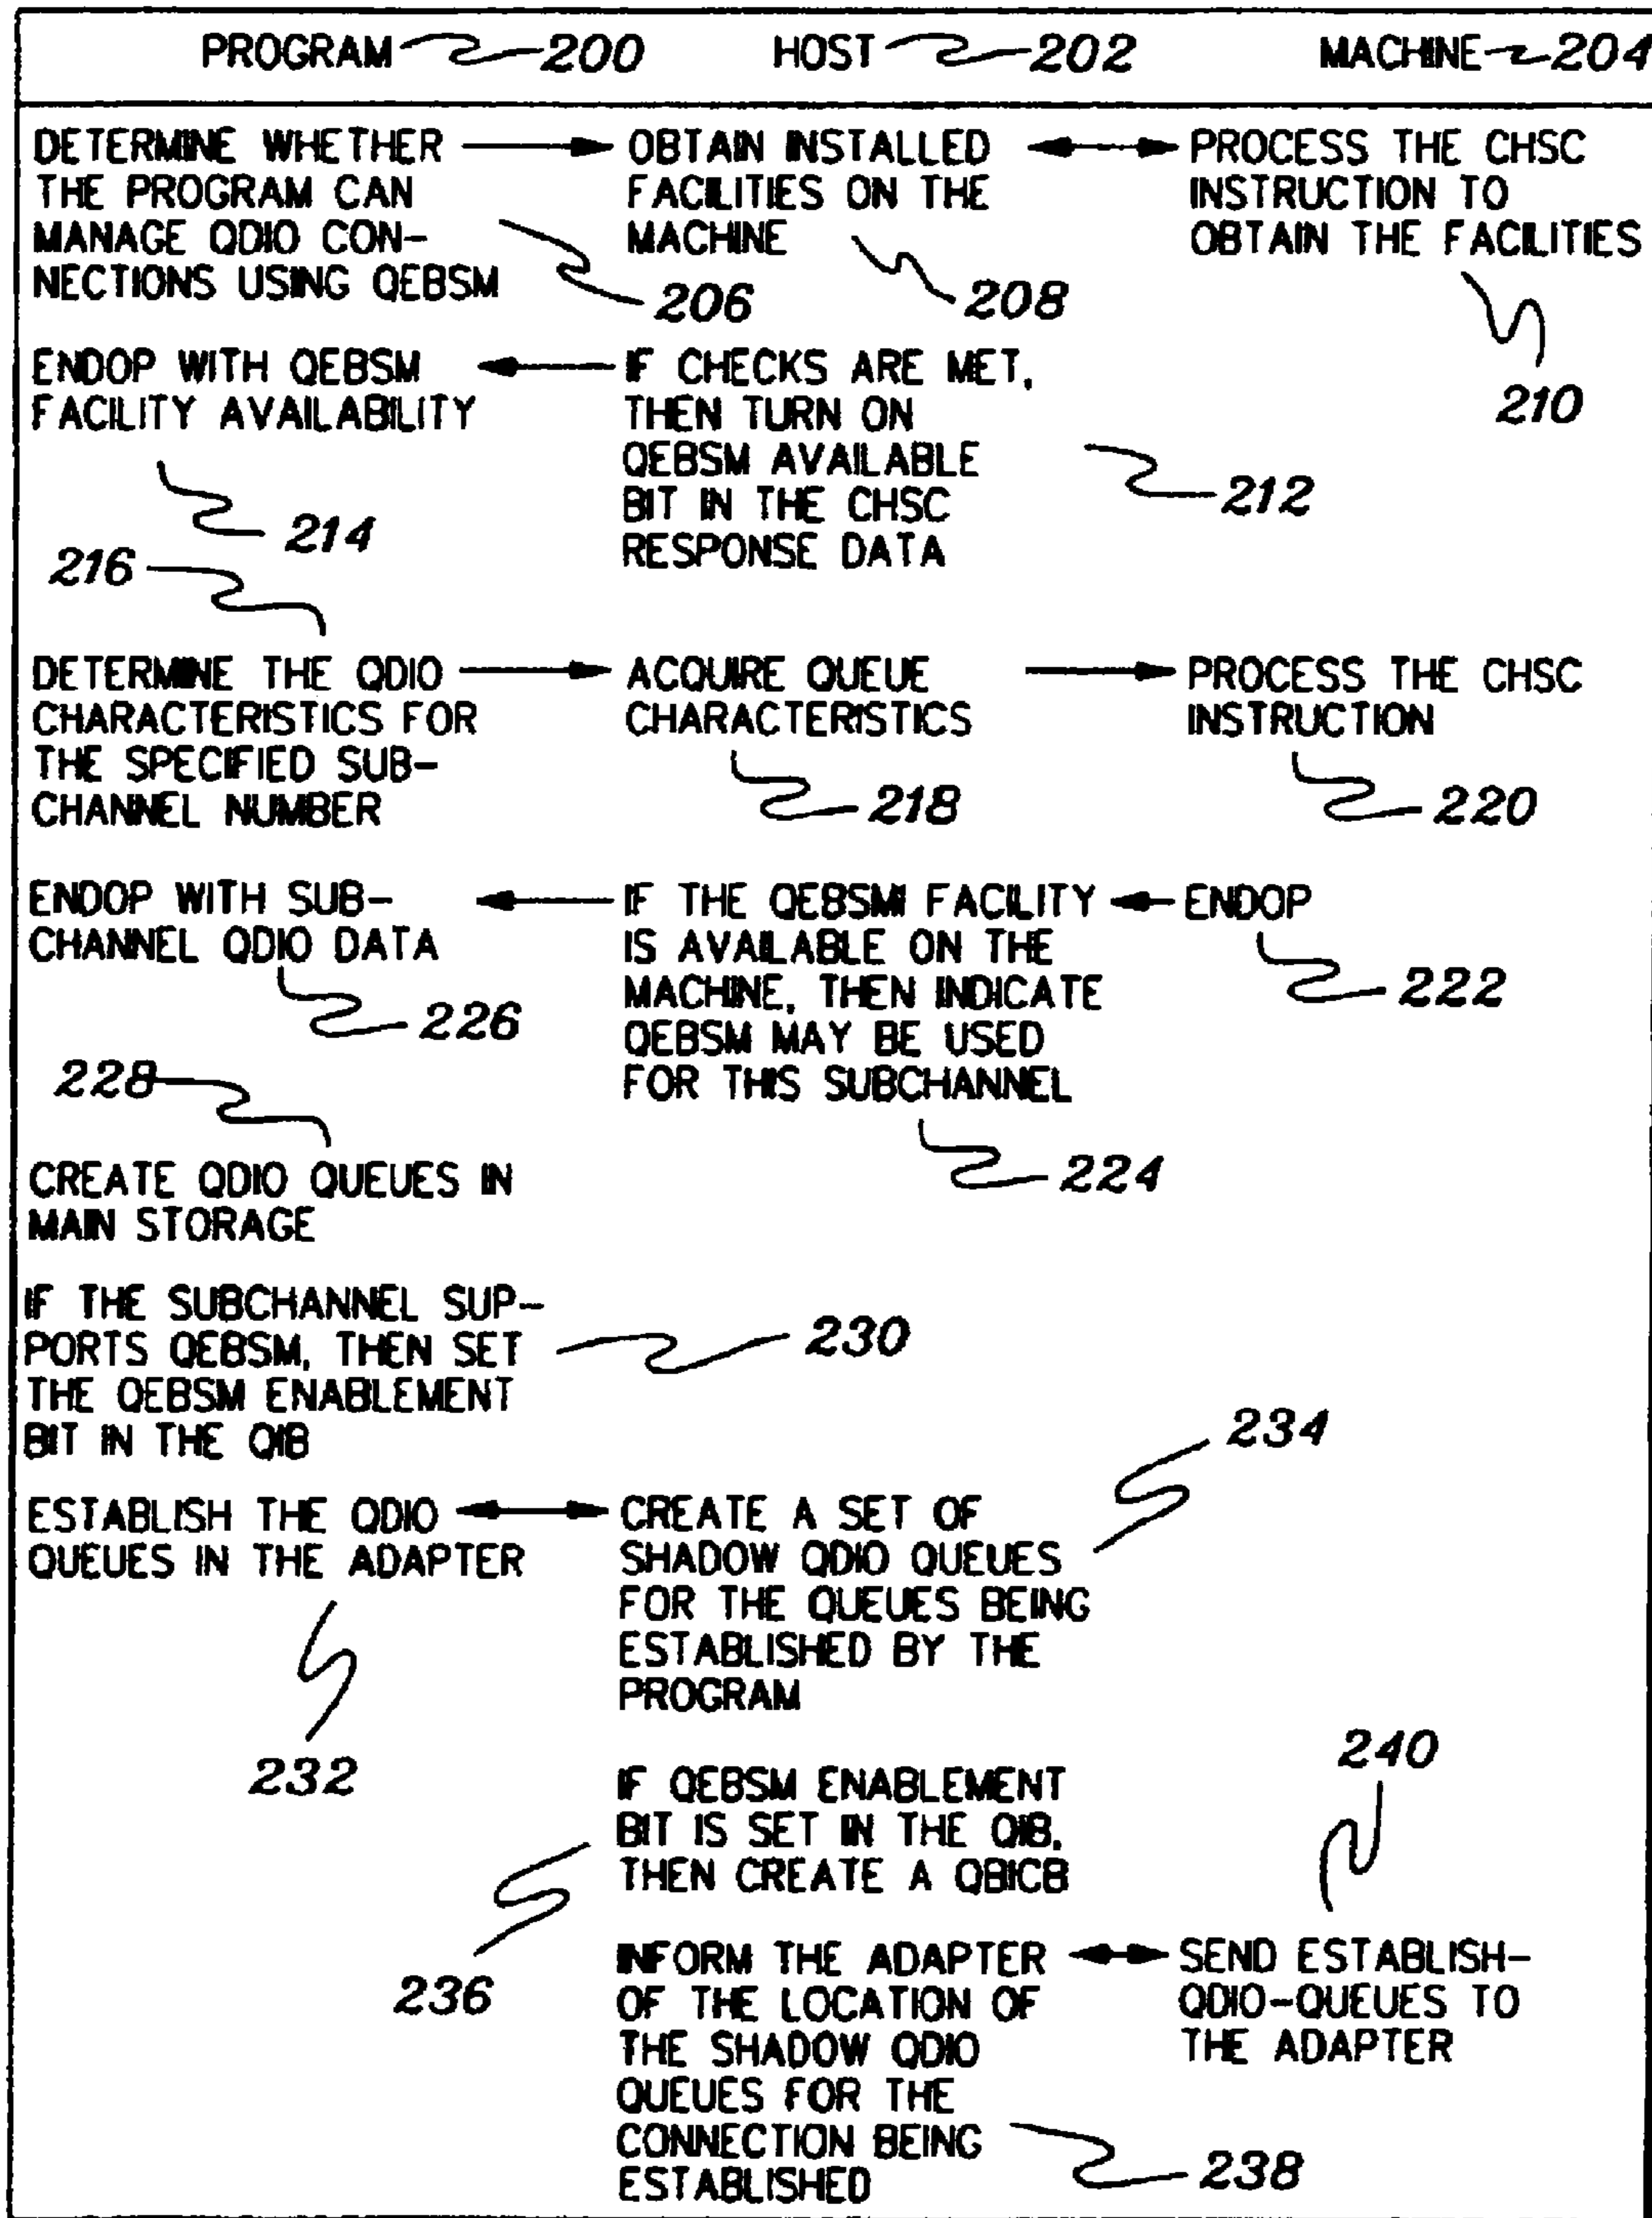 PROGRAM 200 HOST 202 MACHINE 204
DETERMINE WHETHER
THE PROGRAM CAN
MANAGE QDIO CON-
NECTIONS USING QEBSM
206
OBTAIN INSTALLED
FACILITIES ON THE
MACHINE
208
PROCESS THE CHSC
INSTRUCTION TO
OBTAIN THE FACILITIES
210
ENDOP WITH QEBSM
FACILITY AVAILABILITY
214
IF CHECKS ARE MET,
THEN TURN ON
QEBSM AVAILABLE
BIT IN THE CHSC
RESPONSE DATA
212
216
DETERMINE THE QDIO
CHARACTERISTICS FOR
THE SPECIFIED SUB-
CHANNEL NUMBER
ACQUIRE QUEUE
CHARACTERISTICS
218
PROCESS THE CHSC
INSTRUCTION
220
ENDOP WITH SUB-
CHANNEL QDIO DATA
226
IF THE QEBSM FACILITY
IS AVAILABLE ON THE
MACHINE, THEN INDICATE
QEBSM MAY BE USED
FOR THIS SUBCHANNEL
224
ENDOP
222
228
CREATE QDIO QUEUES IN
MAIN STORAGE
IF THE SUBCHANNEL SUP-
PORTS QEBSM, THEN SET
THE QEBSM ENABLEMENT
BIT IN THE QIB
230
ESTABLISH THE QDIO
QUEUES IN THE ADAPTER
232
234
CREATE A SET OF
SHADOW QDIO QUEUES
FOR THE QUEUES BEING
ESTABLISHED BY THE
PROGRAM
IF QEBSM ENABLEMENT
BIT IS SET IN THE QIB,
THEN CREATE A QBICB
236
INFORM THE ADAPTER
OF THE LOCATION OF
THE SHADOW QDIO
QUEUES FOR THE
CONNECTION BEING
ESTABLISHED
238
240
SEND ESTABLISH-
QDIO-QUEUES TO
THE ADAPTER